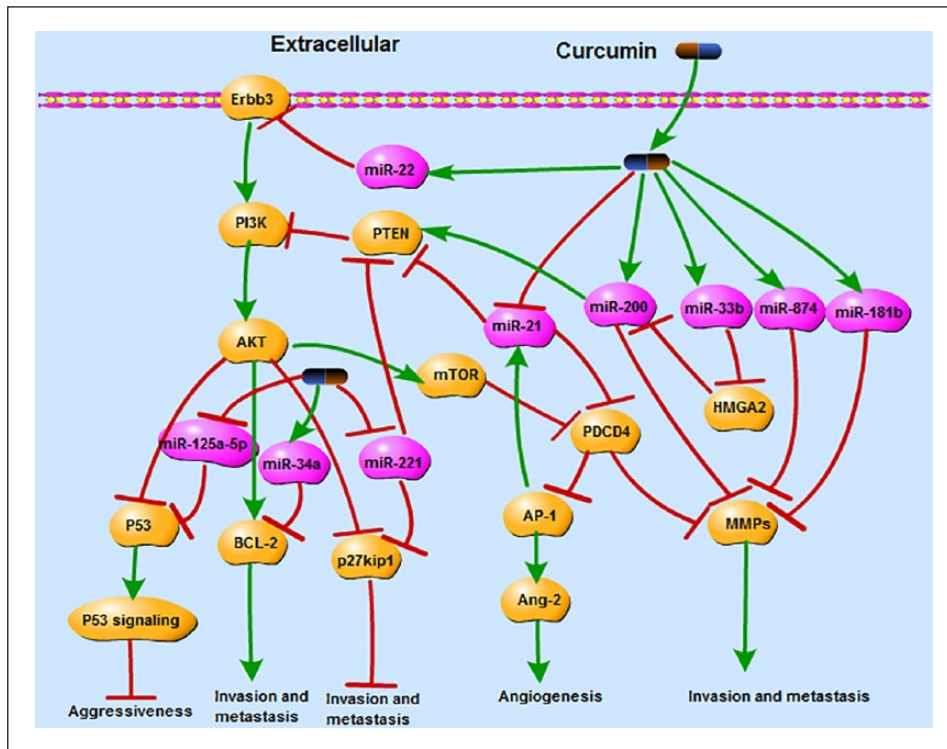 Extracellular
Curcumin
Erbb3
miR-22
PI3K
PTEN
miR-21
miR-200
miR-33b
miR-874
miR-181b
AKT
mTOR
HMGA2
PDCD4
miR-125a-5p
miR-34a
miR-221
P53
BCL-2
p27kip1
AP-1
MMPs
Ang-2
P53 signaling
Aggressiveness
Invasion and
metastasis
Invasion and
metastasis
Angiogenesis
Invasion and metastasis